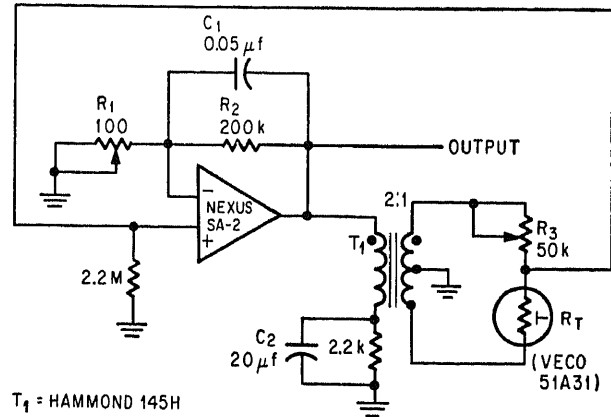 C1
0.05 µf
R1
100
R2
200 k
OUTPUT
−
NEXUS
SA-2
+
2:1
T1
R3
50 k
2.2 M
C2
20 µf
2.2 k
T
RT
(VECO
51A31)
T1 = HAMMOND 145H